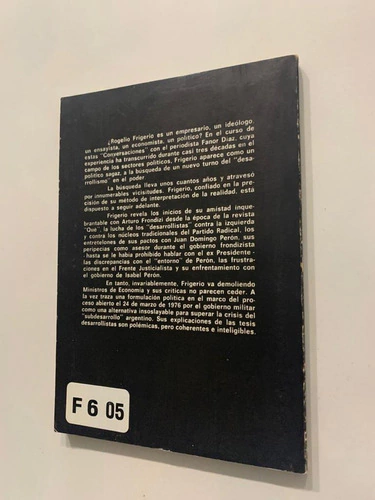 ¿Rogelio Frigerio es un empresario, un ideólogo,
un ensayista, un economista, un político? En el curso de
estas "Conversaciones" con el periodista Fanor Díaz, cuya
experiencia ha transcurrido durante casi tres décadas en el
campo de los sectores políticos, Frigerio aparece como un
político sagaz, a la búsqueda de un nuevo turno del "desa-
rrollismo" en el poder
La búsqueda lleva unos cuantos años y atravesó
por innumerables vicisitudes. Frigerio, confiado en la pre-
cisión de su método de interpretación de la realidad, esta
dispuesto a seguir adelante.
Frigerio revela los inicios de su amistad inque-
brantable con Arturo Frondizi desde la época de la revista
"Qué", la lucha de los "desarrollistas" contra la izquierda
y contra los núcleos tradicionales del Partido Radical, los
entretelones de sus pactos con Juan Domingo Perón, sus
peripecias como asesor durante el gobierno frondizista
-hasta se le había prohibido hablar con el ex Presidente-
las discrepancias con el "entorno" de Perón, las frustra-
ciones en el Frente Justicialista y su enfrentamiento con
el gobierno de Isabel Perón.
En tanto, invariablemente, Frigerio va demoliendo
Ministros de Economía y sus críticas no parecen ceder. A
la vez traza una formulación política en el marco del pro-
ceso abierto el 24 de marzo de 1976 por el gobierno militar
como una alternativa insoslayable para superar la crisis del
"subdesarrollo" argentino. Sus explicaciones de las tesis
desarrollistas son polémicas, pero coherentes e inteligibles.
F 6 05